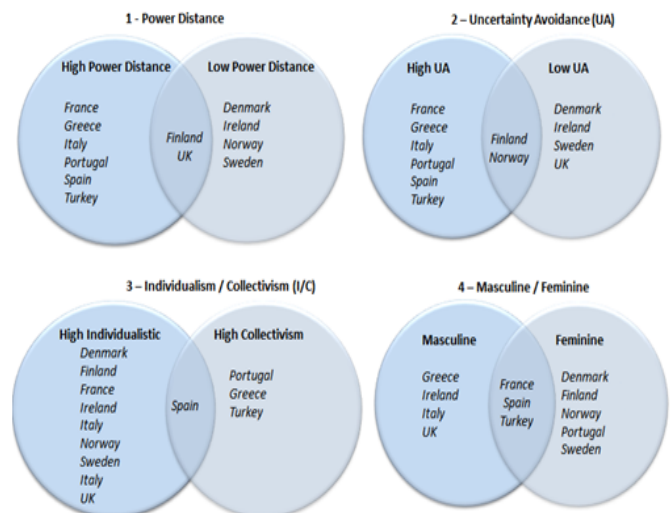 1 - Power Distance
High Power Distance
Low Power Distance
France
Greece
Italy
Portugal
Spain
Turkey
Finland
UK
Denmark
Ireland
Norway
Sweden
2 – Uncertainty Avoidance (UA)
High UA
Low UA
France
Greece
Italy
Portugal
Spain
Turkey
Finland
Norway
Denmark
Ireland
Sweden
UK
3 – Individualism / Collectivism (I/C)
High Individualistic
High Collectivism
Denmark
Finland
France
Ireland
Italy
Norway
Sweden
Italy
UK
Spain
Portugal
Greece
Turkey
4 – Masculine / Feminine
Masculine
Feminine
Greece
Ireland
Italy
UK
France
Spain
Turkey
Denmark
Finland
Norway
Portugal
Sweden